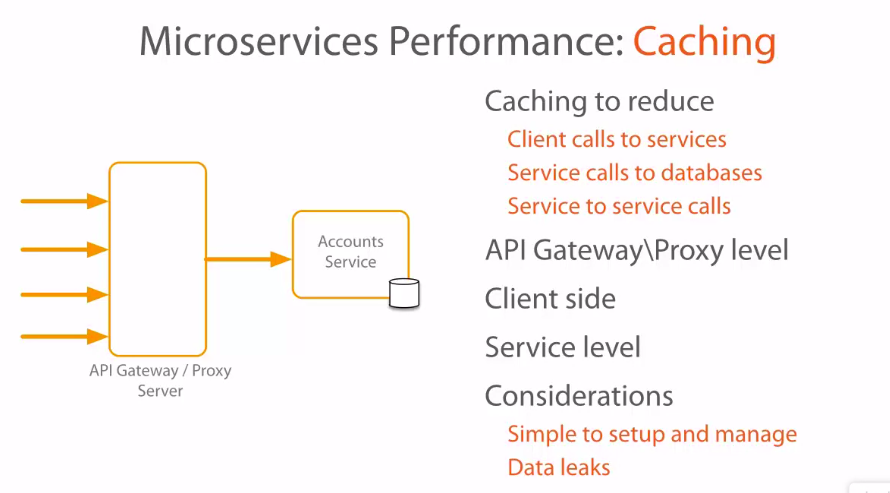 Microservices Performance: Caching
Caching to reduce
Client calls to services
Service calls to databases
Service to service calls
API Gateway\Proxy level
Client side
Service level
Considerations
Simple to setup and manage
Data leaks
Accounts
Service
API Gateway / Proxy
Server